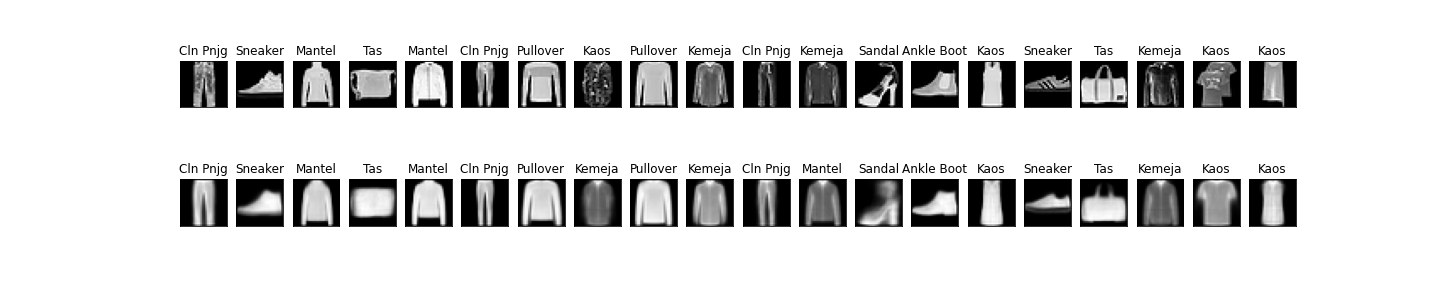 Cln Pnjg Sneaker Mantel Tas Mantel Cln Pnjg Pullover Kaos Pullover Kemeja Cln Pnjg Kemeja Sandal Ankle Boot Kaos Sneaker Tas Kemeja Kaos Kaos
Cln Pnjg Sneaker Mantel Tas Mantel Cln Pnjg Pullover Kemeja Pullover Kemeja Cln Pnjg Mantel Sandal Ankle Boot Kaos Sneaker Tas Kemeja Kaos Kaos